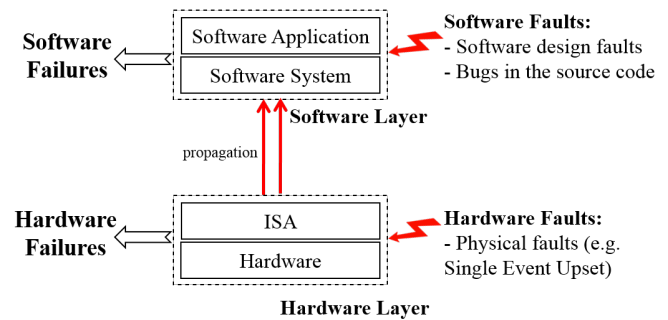 Software Faults:
Software Application
Software
Failures
- Software design faults
- Bugs in the source code
Software System
Software Layer
propagation
Hardware
Failures
ISA
Hardware Faults:
- Physical faults (e.g.
Single Event Upset)
Hardware
Hardware Layer